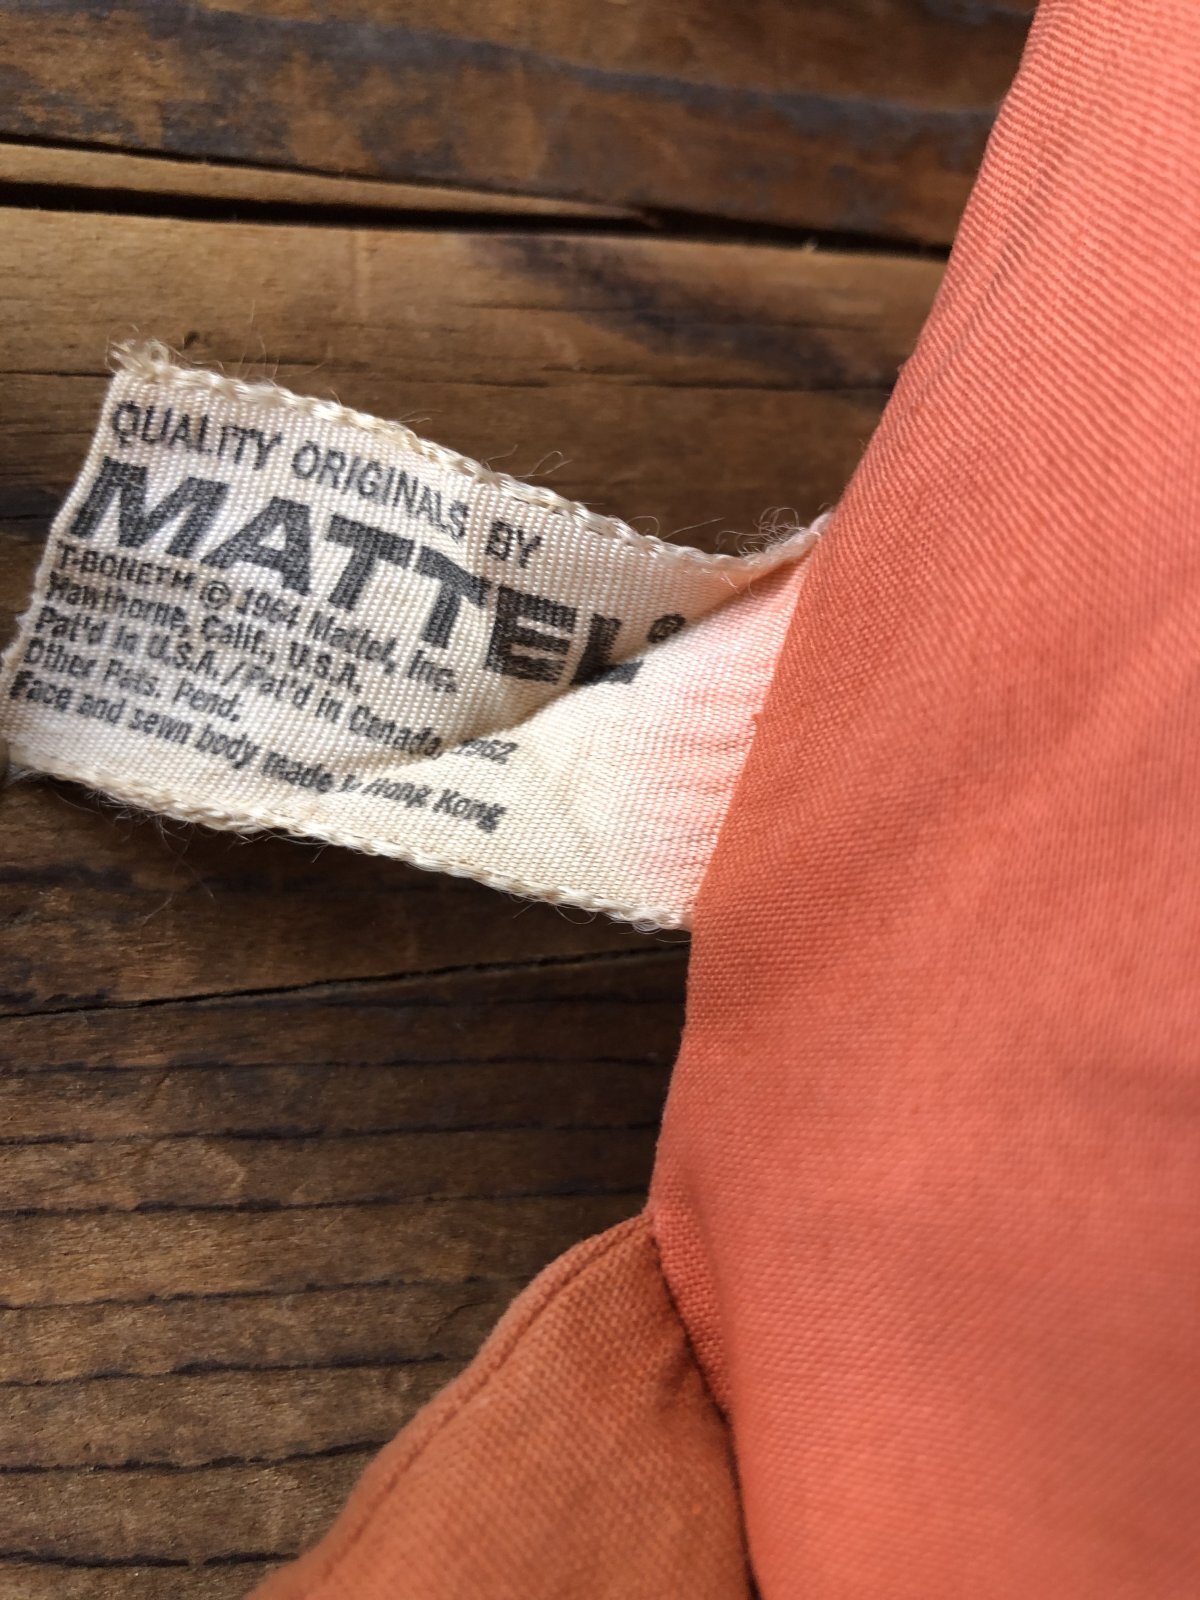 QUALITY ORIGINALS BY
MATTEL®
T-BONE™ © 1964 Mattel, Inc.
Hawthorne, Calif., U.S.A.
Pat'd in U.S.A./Pat'd in Canada 1962
Other Pats. Pend.
Face and sewn body made Hong Kong